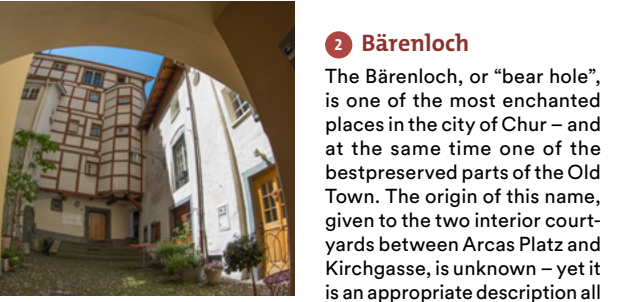 2 Bärenloch
The Bärenloch, or “bear hole”,
is one of the most enchanted
places in the city of Chur – and
at the same time one of the
bestpreserved parts of the Old
Town. The origin of this name,
given to the two interior court-
yards between Arcas Platz and
Kirchgasse, is unknown – yet it
is an appropriate description all